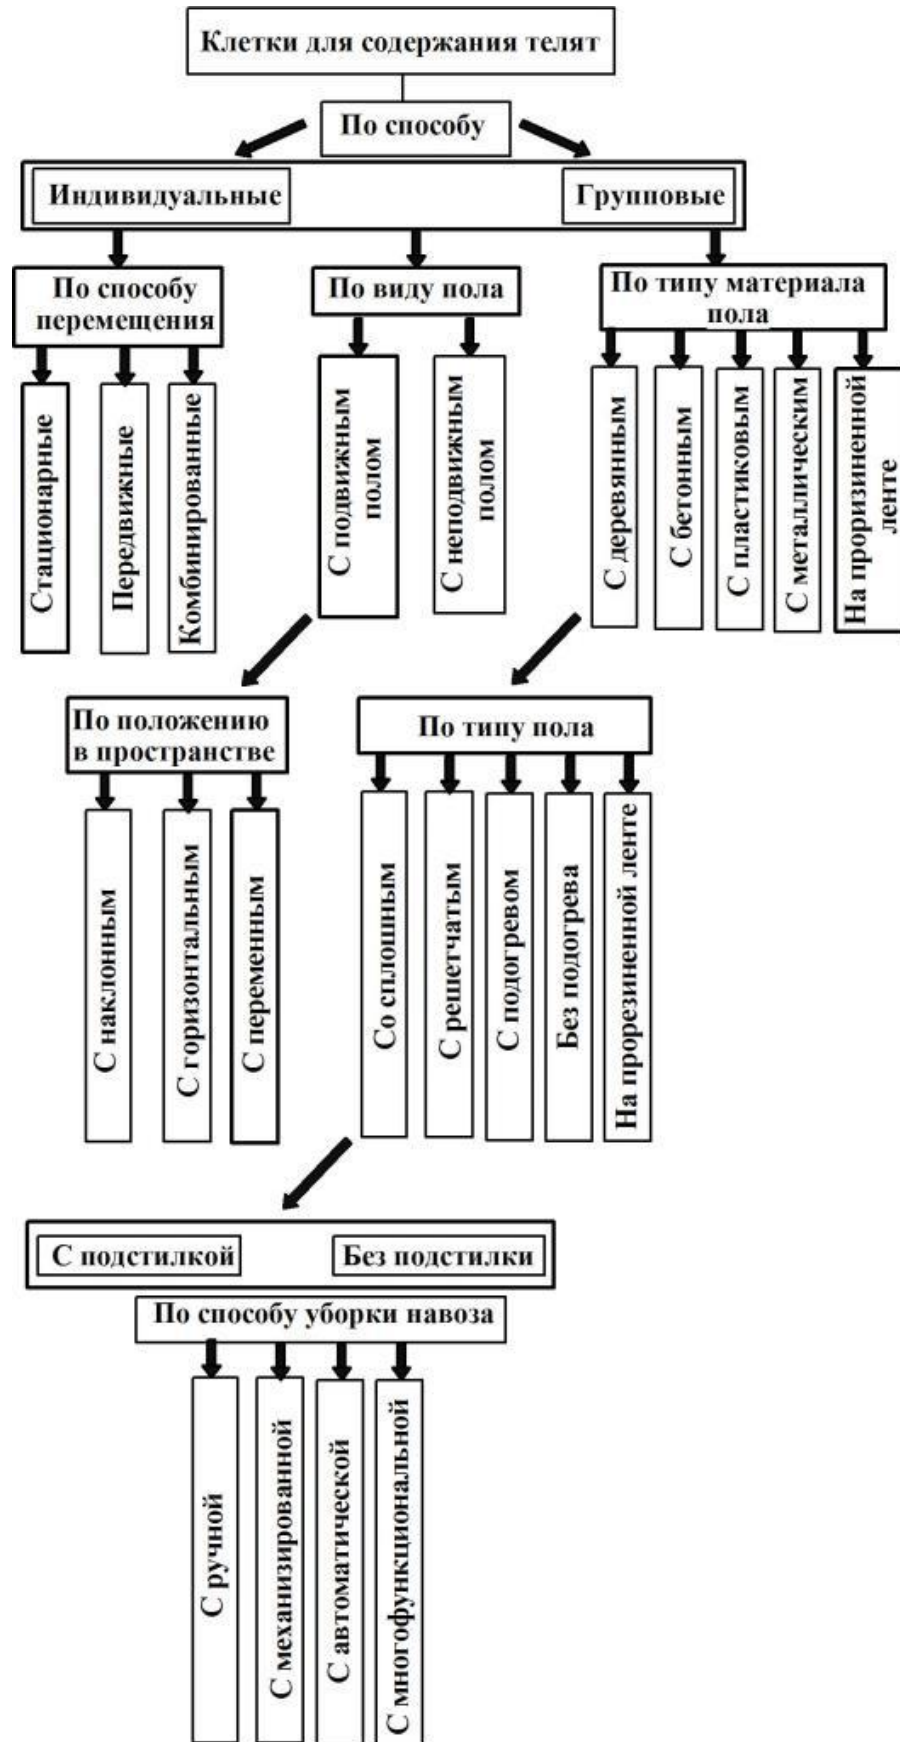 Клетки для содержания телят
По способу
Индивидуальные
Групповые
По способу
перемещения
По виду пола
По типу материала
пола
Стационарные
Передвижные
Комбинированные
С подвижным
полом
С неподвижным
полом
С деревянным
С бетонным
С пластиковым
С металлическим
На проризиненной
ленте
По положению
в пространстве
По типу пола
С наклонным
С горизонтальным
С переменным
Со сплошным
С решетчатым
С подогревом
Без подогрева
На прорезиненной ленте
С подстилкой
Без подстилки
По способу уборки навоза
С ручной
С механизированной
С автоматической
С многофункциональной